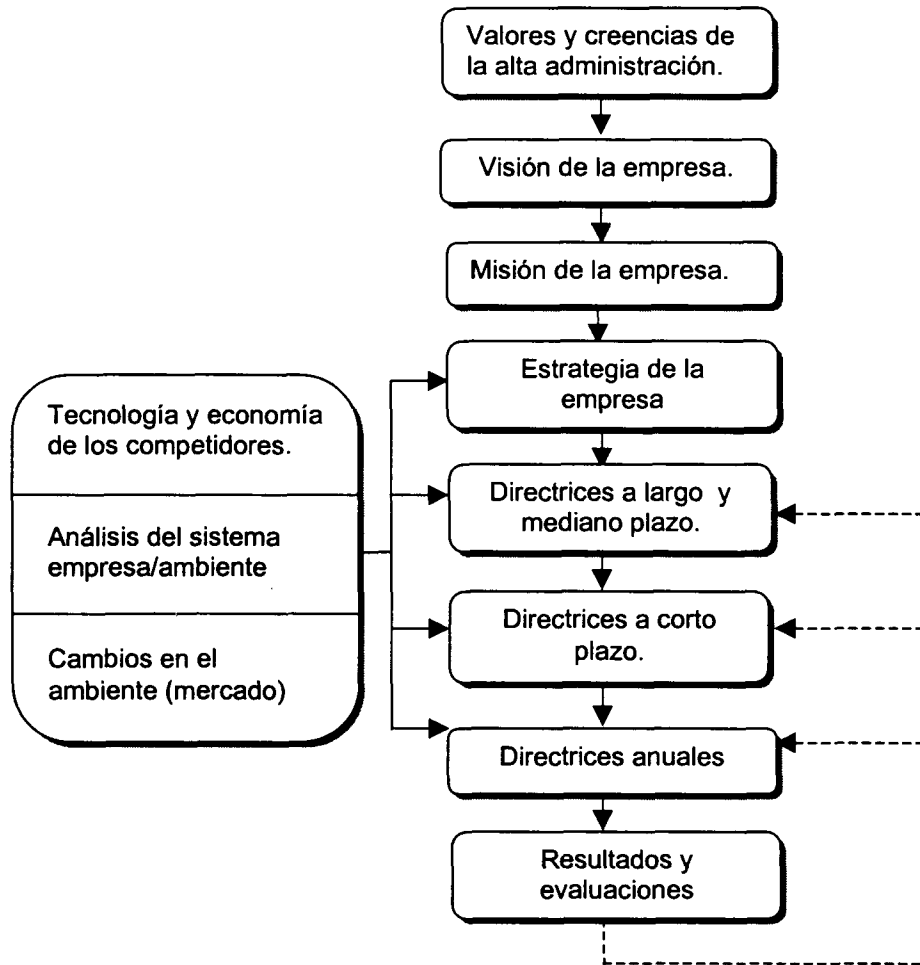 Valores y creencias de
la alta administración.
Visión de la empresa.
Misión de la empresa.
Estrategia de la
empresa
Tecnología y economía
de los competidores.
Análisis del sistema
empresa/ambiente
Cambios en el
ambiente (mercado)
Directrices a largo y
mediano plazo.
Directrices a corto
plazo.
Directrices anuales
Resultados y
evaluaciones